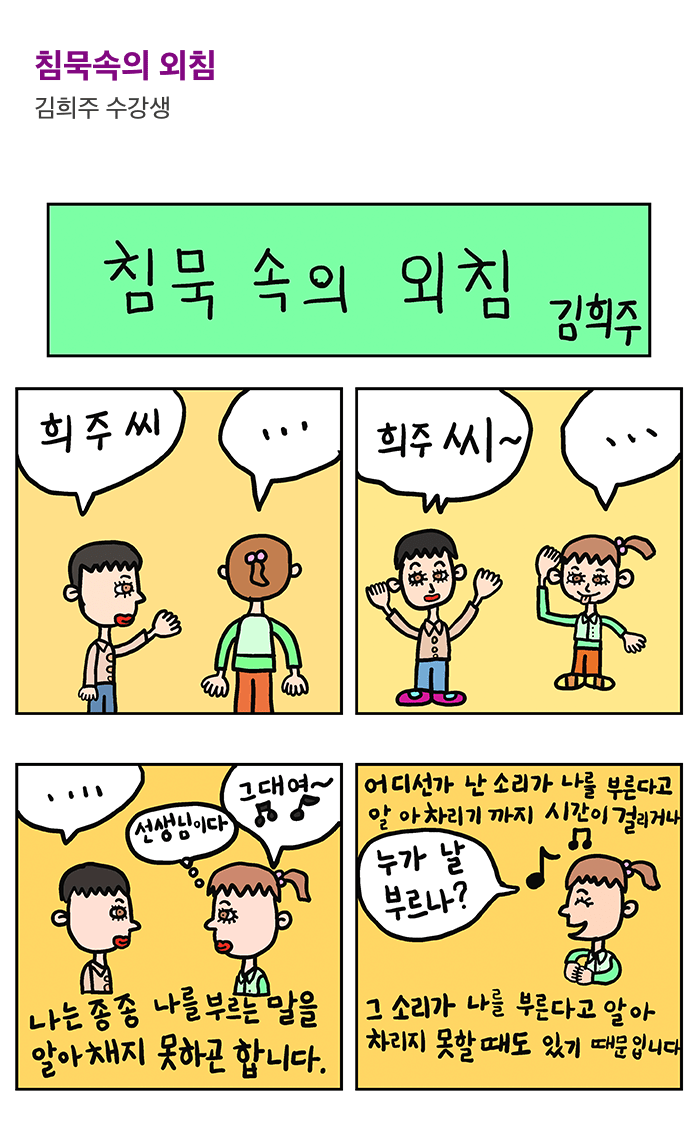 침묵속의 외침
김희주 수강생
침묵 속의 외침
김희주
희주 씨
...
희주 씨~
...
....
선생님이다
그대여~
나는 종종 나를 부르는 말을
알아채지 못하곤 합니다.
어디선가 난 소리가 나를 부른다고
알아차리기까지 시간이 걸리거나
누가 날
부르나?
그 소리가 나를 부른다고 알아
차리지 못할 때도 있기 때문입니다